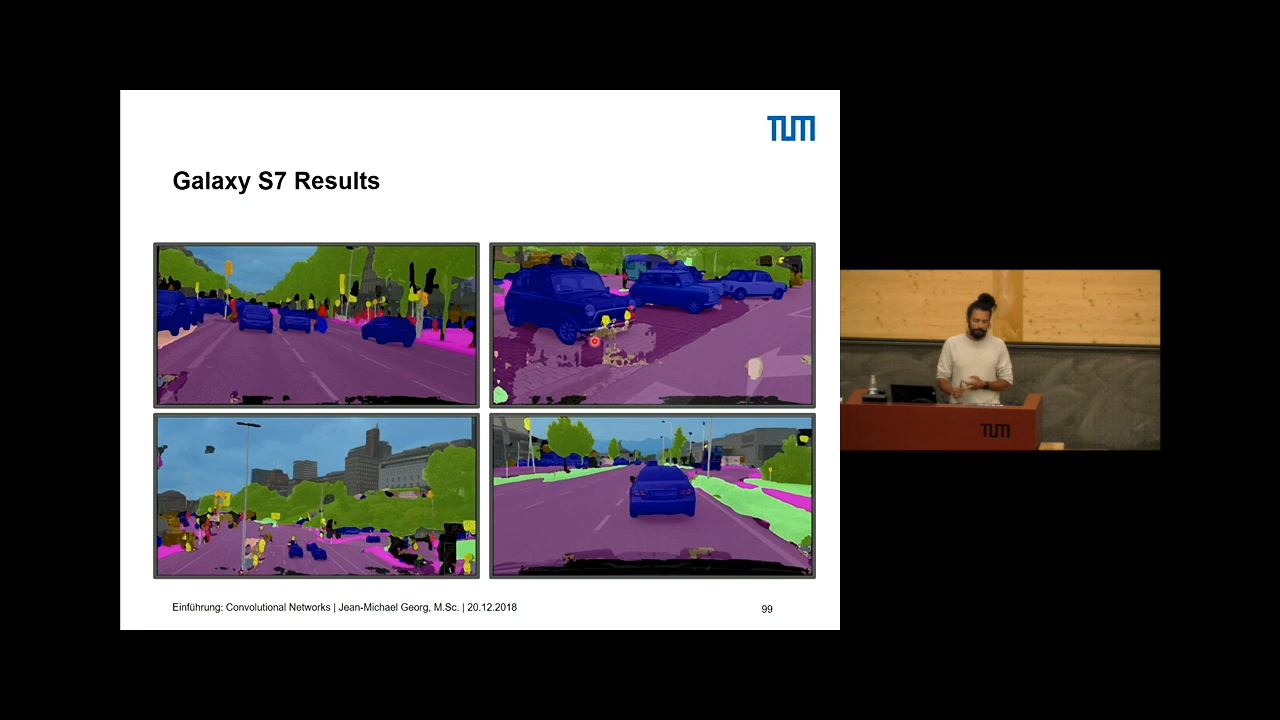 TUM
Galaxy S7 Results
Einführung: Convolutional Networks | Jean-Michael Georg, M.Sc. | 20.12.2018
99
TUM